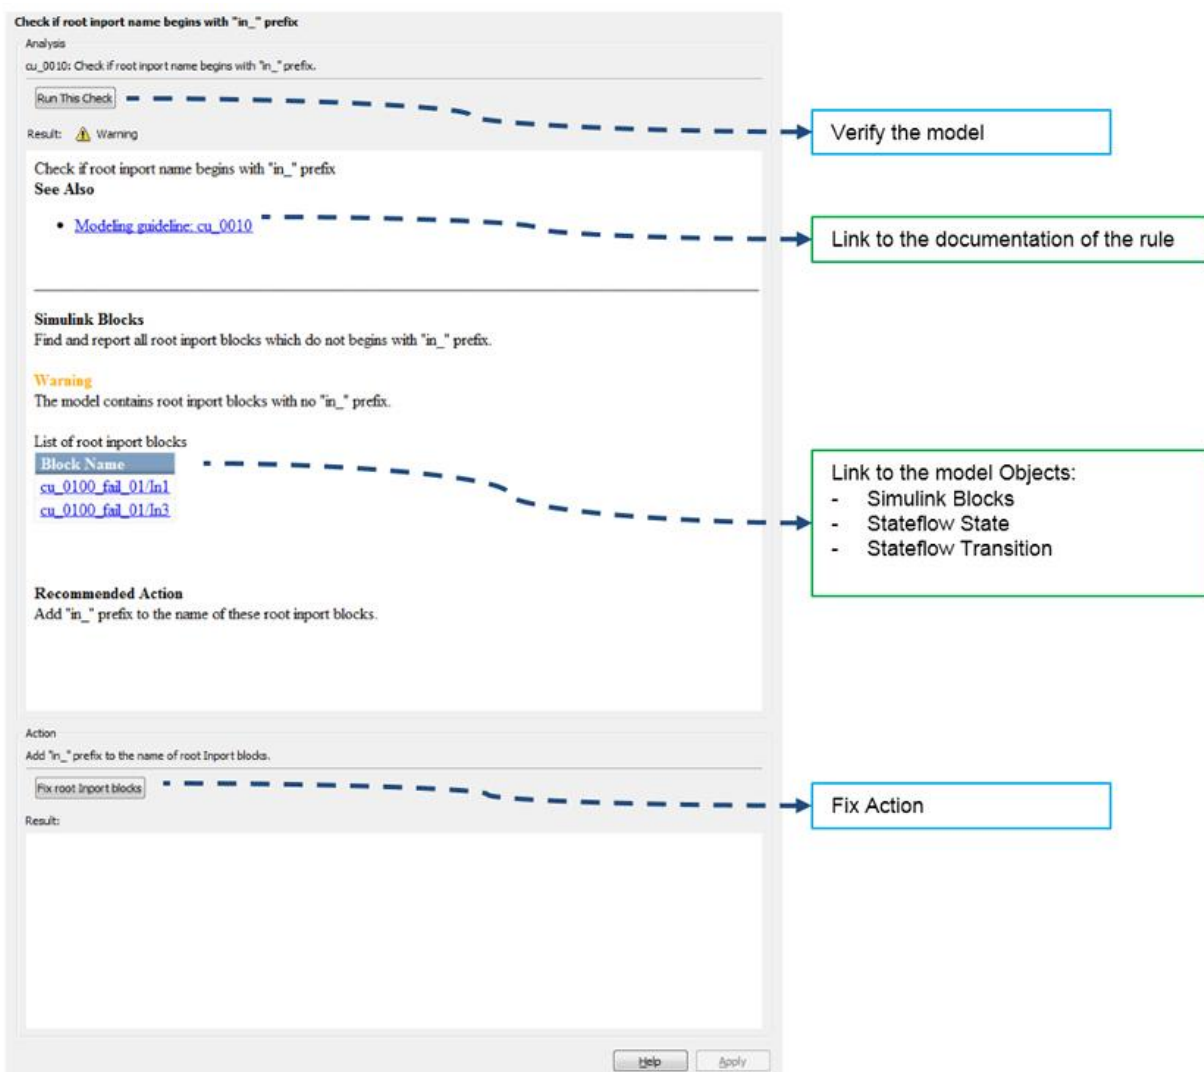 Check if root inport name begins with "in_" prefix
Analysis
cu_0010: Check if root inport name begins with "in_" prefix.
Run This Check
Verify the model
Result: Warning
Check if root inport name begins with "in_" prefix
See Also
• Modeling guideline: cu_0010
Link to the documentation of the rule
Simulink Blocks
Find and report all root inport blocks which do not begins with "in_" prefix.
Warning
The model contains root inport blocks with no "in_" prefix.
List of root inport blocks
Block Name
cu_0100_fail_01/In1
cu_0100_fail_01/In3
Link to the model Objects:
- Simulink Blocks
- Stateflow State
- Stateflow Transition
Recommended Action
Add "in_" prefix to the name of these root inport blocks.
Action
Add "in_" prefix to the name of root Inport blocks.
Fix root Inport blocks
Fix Action
Result:
Help
Apply